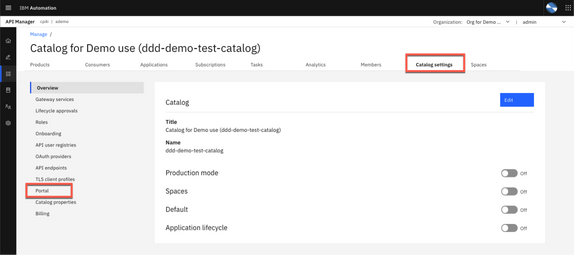 IBM Automation
API Manager cp4i / ademo Organization: Org for Demo ... admin
Manage /
Catalog for Demo use (ddd-demo-test-catalog)
Products Consumers Applications Subscriptions Tasks Analytics Members Catalog settings Spaces
Overview
Gateway services
Lifecycle approvals
Roles
Onboarding
API user registries
OAuth providers
API endpoints
TLS client profiles
Portal
Catalog properties
Billing
Catalog
Edit
Title
Catalog for Demo use (ddd-demo-test-catalog)
Name
ddd-demo-test-catalog
Production mode Off
Spaces Off
Default Off
Application lifecycle Off